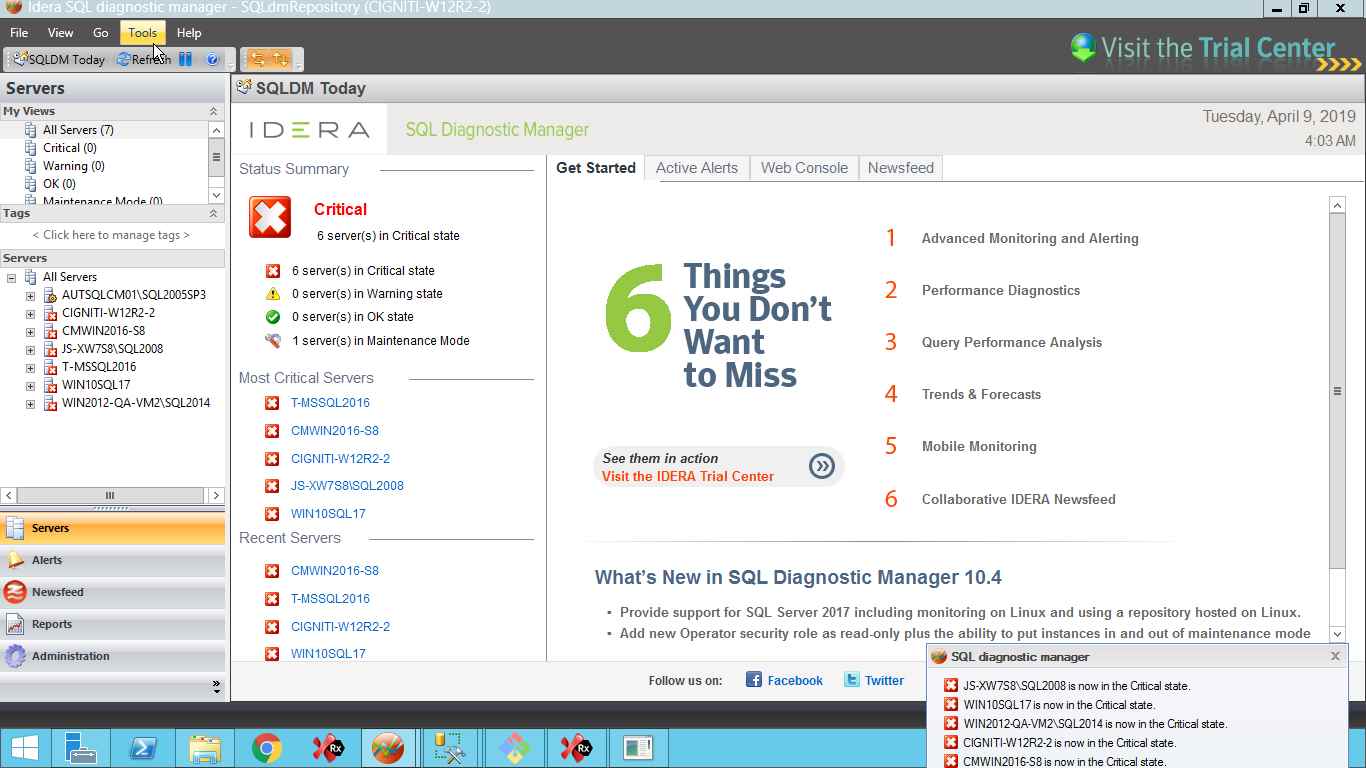 Idera SQL diagnostic manager - SQLdmRepository (CIGNITI-W12R2-2)
File View Go Tools Help
Visit the Trial Center
SQLDM Today Refresh
Servers
My Views
All Servers (7)
Critical (0)
Warning (0)
OK (0)
Maintenance Mode (0)
Tags
< Click here to manage tags >
Servers
All Servers
AUTSQLCM01\SQL2005SP3
CIGNITI-W12R2-2
CMWIN2016-S8
JS-XW7S8\SQL2008
T-MSSQL2016
WIN10SQL17
WIN2012-QA-VM2\SQL2014
Servers
Alerts
Newsfeed
Reports
Administration
SQLDM Today
IDERA SQL Diagnostic Manager
Tuesday, April 9, 2019
4:03 AM
Status Summary
Critical
6 server(s) in Critical state
6 server(s) in Critical state
0 server(s) in Warning state
0 server(s) in OK state
1 server(s) in Maintenance Mode
Most Critical Servers
T-MSSQL2016
CMWIN2016-S8
CIGNITI-W12R2-2
JS-XW7S8\SQL2008
WIN10SQL17
Recent Servers
CMWIN2016-S8
T-MSSQL2016
CIGNITI-W12R2-2
WIN10SQL17
Get Started Active Alerts Web Console Newsfeed
6 Things
You Don't
Want
to Miss
See them in action
Visit the IDERA Trial Center
1 Advanced Monitoring and Alerting
2 Performance Diagnostics
3 Query Performance Analysis
4 Trends & Forecasts
5 Mobile Monitoring
6 Collaborative IDERA Newsfeed
What's New in SQL Diagnostic Manager 10.4
• Provide support for SQL Server 2017 including monitoring on Linux and using a repository hosted on Linux.
• Add new Operator security role as read-only plus the ability to put instances in and out of maintenance mode
Follow us on: Facebook Twitter
SQL diagnostic manager
JS-XW7S8\SQL2008 is now in the Critical state.
WIN10SQL17 is now in the Critical state.
WIN2012-QA-VM2\SQL2014 is now in the Critical state.
CIGNITI-W12R2-2 is now in the Critical state.
CMWIN2016-S8 is now in the Critical state.
Rx
Rx